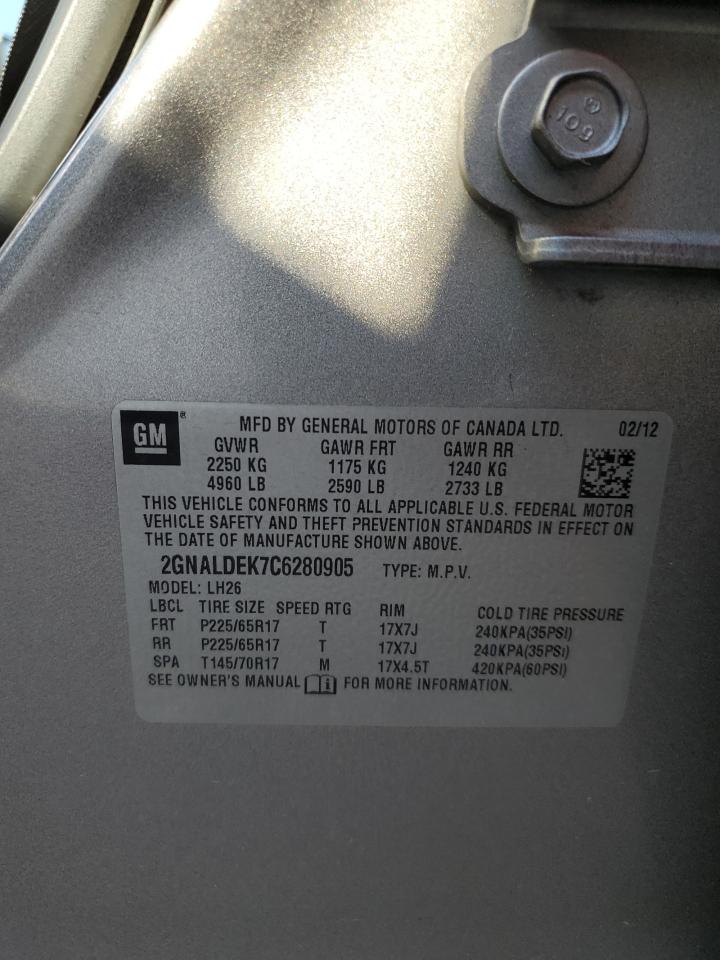 109
GM ®
MFD BY GENERAL MOTORS OF CANADA LTD. 02/12
GVWR GAWR FRT GAWR RR
2250 KG 1175 KG 1240 KG
4960 LB 2590 LB 2733 LB
THIS VEHICLE CONFORMS TO ALL APPLICABLE U.S. FEDERAL MOTOR
VEHICLE SAFETY AND THEFT PREVENTION STANDARDS IN EFFECT ON
THE DATE OF MANUFACTURE SHOWN ABOVE.
2GNALDEK7C6280905 TYPE: M.P.V.
MODEL: LH26
LBCL TIRE SIZE SPEED RTG RIM COLD TIRE PRESSURE
FRT P225/65R17 T 17X7J 240KPA(35PSI)
RR P225/65R17 T 17X7J 240KPA(35PSI)
SPA T145/70R17 M 17X4.5T 420KPA(60PSI)
SEE OWNER'S MANUAL FOR MORE INFORMATION.